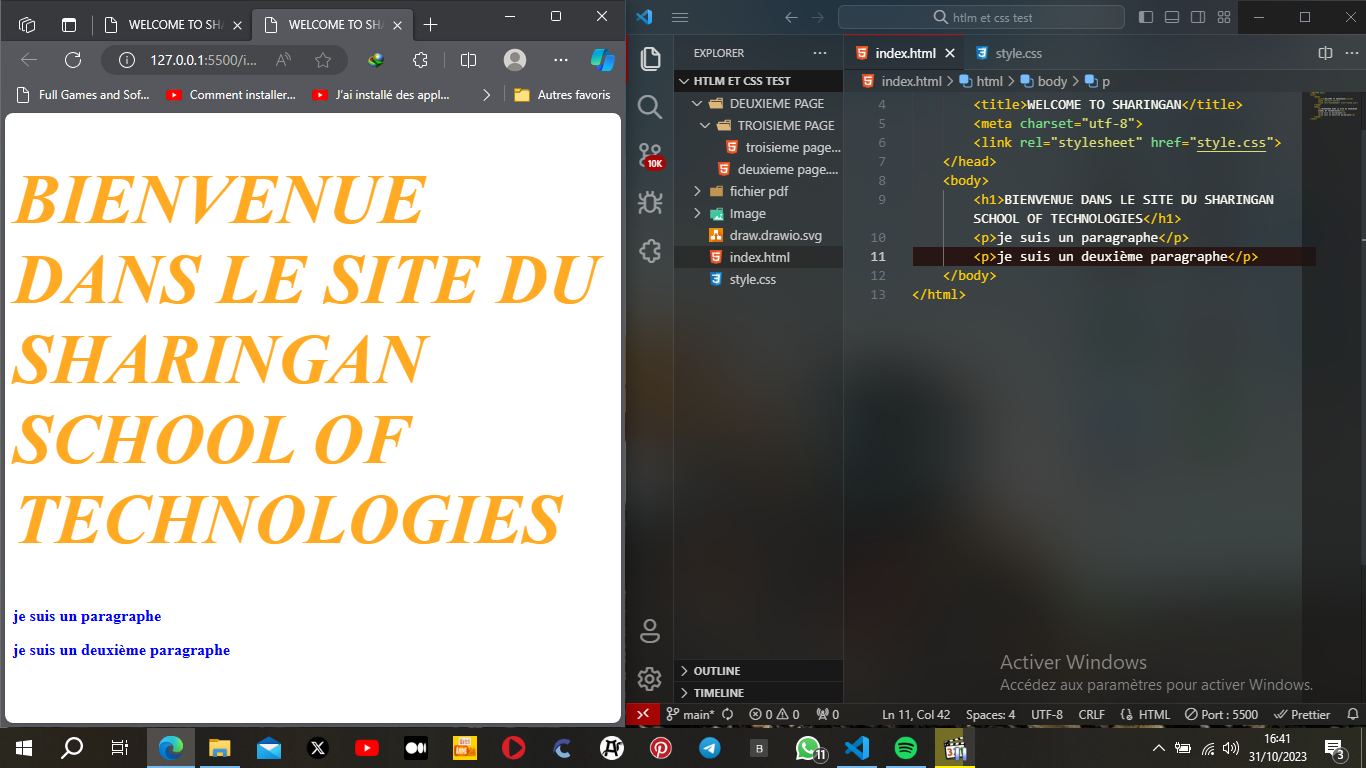 WELCOME TO SHA
WELCOME TO SHA
127.0.0.1:5500/i...
Full Games and Sof...
Comment installer...
J'ai installé des appl...
Autres favoris
BIENVENUE
DANS LE SITE DU
SHARINGAN
SCHOOL OF
TECHNOLOGIES
je suis un paragraphe
je suis un deuxième paragraphe
htlm et css test
EXPLORER
HTLM ET CSS TEST
DEUXIEME PAGE
TROISIEME PAGE
troisieme page...
deuxieme page....
fichier pdf
Image
draw.drawio.svg
index.html
style.css
10K
OUTLINE
TIMELINE
index.html
style.css
index.html > html > body > p
4 <title>WELCOME TO SHARINGAN</title>
5 <meta charset="utf-8">
6 <link rel="stylesheet" href="style.css">
7 </head>
8 <body>
9 <h1>BIENVENUE DANS LE SITE DU SHARINGAN
SCHOOL OF TECHNOLOGIES</h1>
10 <p>je suis un paragraphe</p>
11 <p>je suis un deuxième paragraphe</p>
12 </body>
13 </html>
Activer Windows
Accédez aux paramètres pour activer Windows.
main* 0 0 0 Ln 11, Col 42 Spaces: 4 UTF-8 CRLF HTML Port : 5500 Prettier
11
16:41
31/10/2023
3